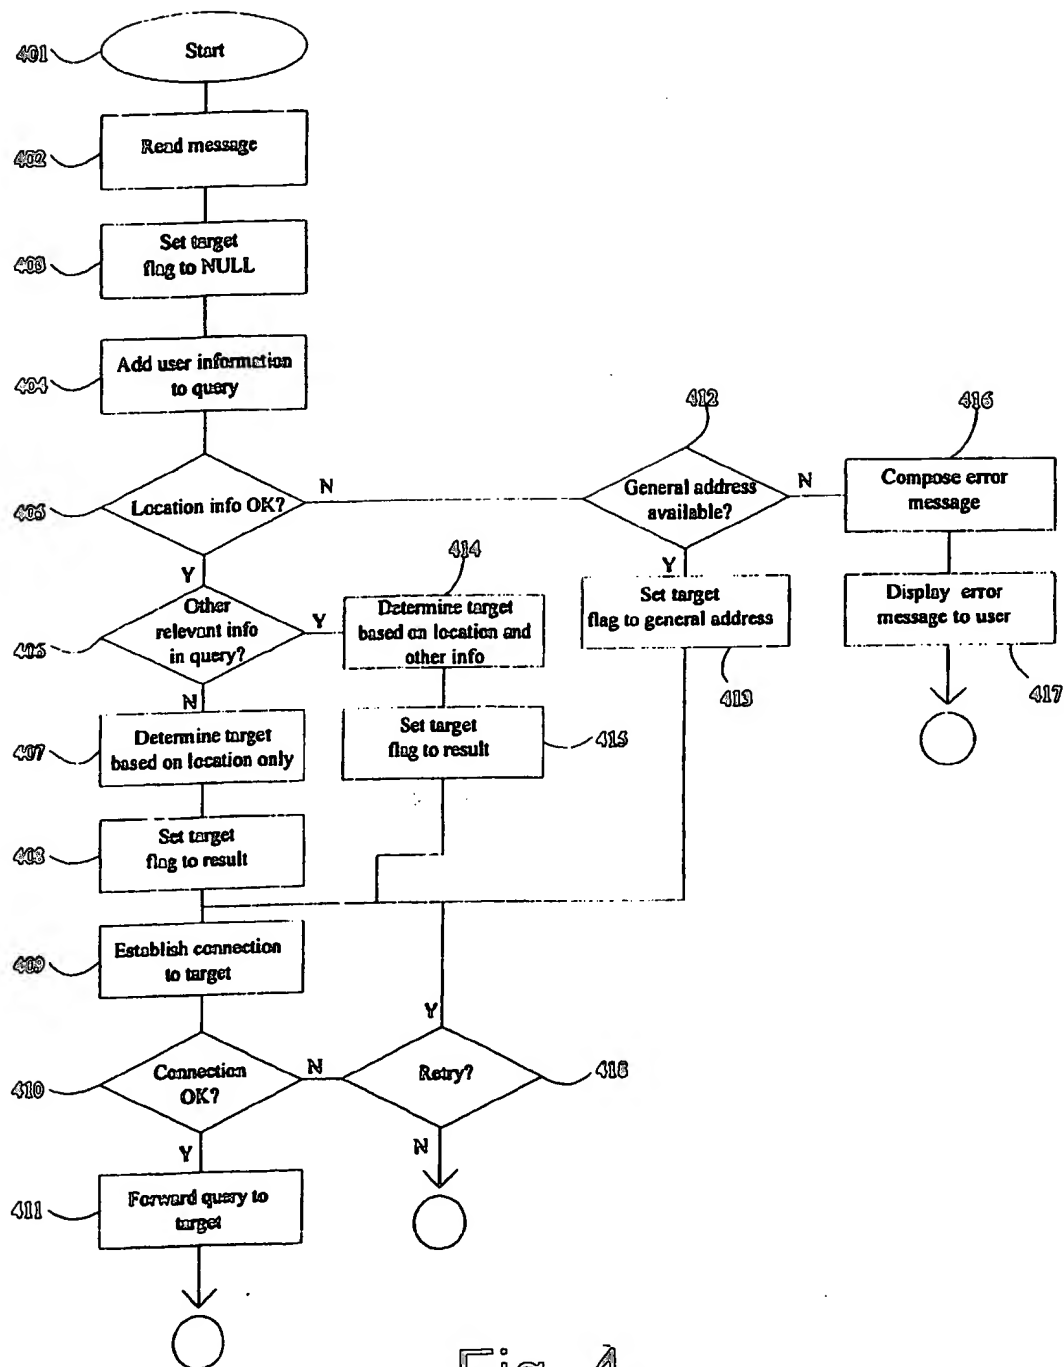 401
Start
402
Read message
403
Set target
flag to NULL
404
Add user information
to query
405
Location info OK?
N
412
General address
available?
N
416
Compose error
message
Y
406
Other
relevant info
in query?
Y
414
Determine target
based on location and
other info
Y
Set target
flag to general address
413
Display error
message to user
417
N
407
Determine target
based on location only
Set target
flag to result
415
408
Set target
flag to result
409
Establish connection
to target
Y
410
Connection
OK?
N
Retry?
418
Y
N
411
Forward query to
target
Fig. 4